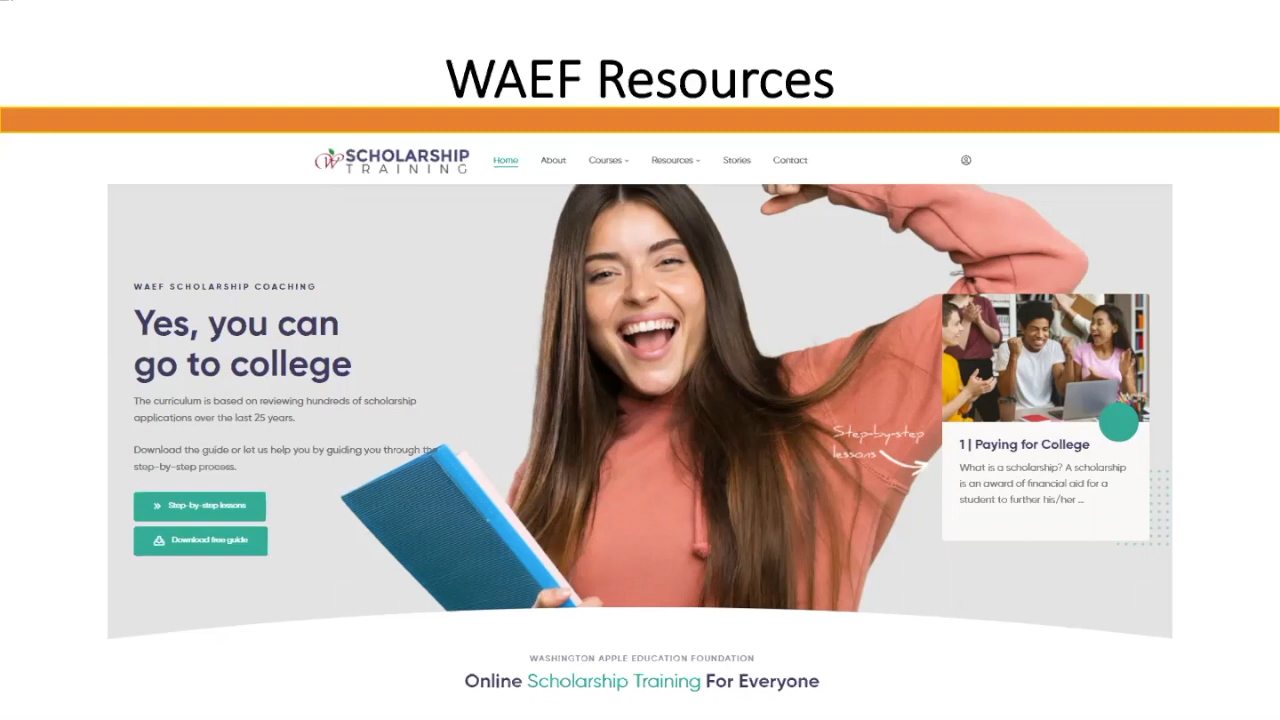 WAEF Resources
W SCHOLARSHIP
TRAINING
Home About Courses Resources Stories Contact
WAEF SCHOLARSHIP COACHING
Yes, you can
go to college
The curriculum is based on reviewing hundreds of scholarship
applications over the last 25 years.
Download the guide or let us help you by guiding you through the
step-by-step process.
Step-by-step lessons
Download free guide
Step-by-step
lessons
1 | Paying for College
What is a scholarship? A scholarship
is an award of financial aid for a
student to further his/her ...
WASHINGTON APPLE EDUCATION FOUNDATION
Online Scholarship Training For Everyone